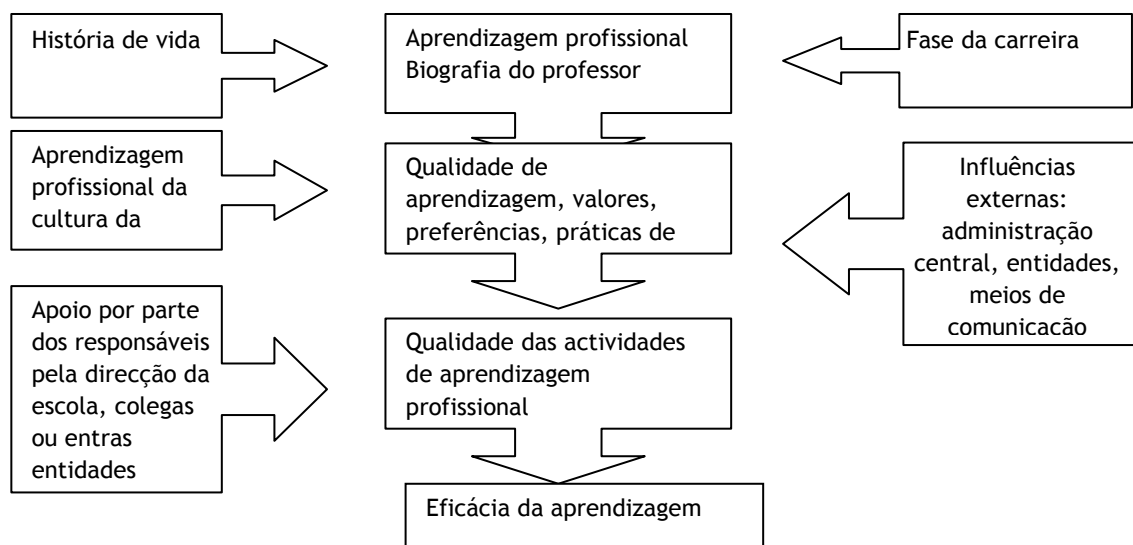 História de vida
Aprendizagem profissional
Biografia do professor
Fase da carreira
Aprendizagem
profissional da
cultura da
Qualidade de
aprendizagem, valores,
preferências, práticas de
Influências
externas:
administração
central, entidades,
meios de
comunicacão
Apoio por parte
dos responsáveis
pela direcção da
escola, colegas
ou entras
entidades
Qualidade das actividades
de aprendizagem
profissional
Eficácia da aprendizagem